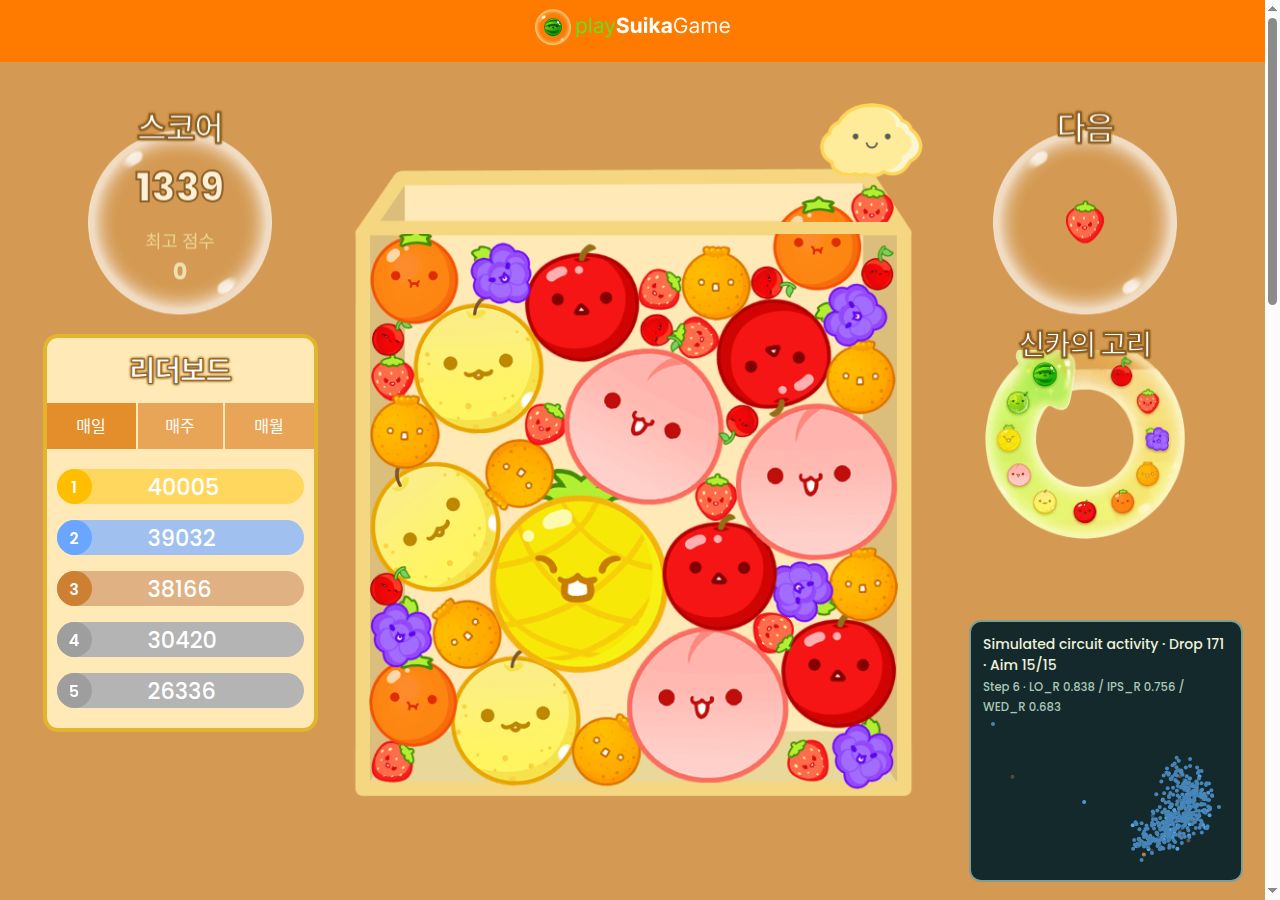 playSuikaGame
스코어
1339
최고 점수
0
다음
신카의 고리
리더보드
매일 매주 매월
1 40005
2 39032
3 38166
4 30420
5 26336
Simulated circuit activity · Drop 171
· Aim 15/15
Step 6 · LO_R 0.838 / IPS_R 0.756 /
WED_R 0.683